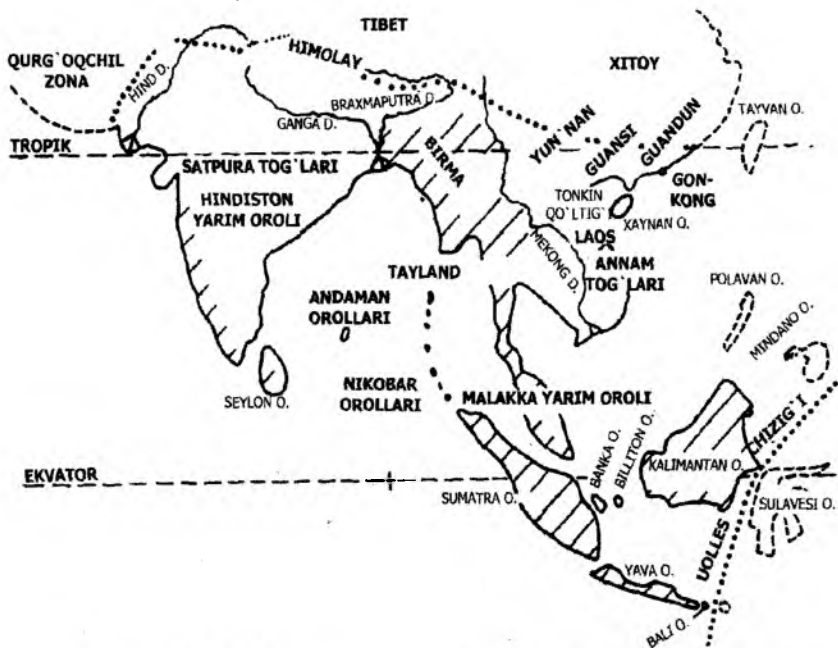 TIBET
QURG`OQCHIL
ZONA
HIND D.
HIMOLAY
XITOY
BRAXMAPUTRA D.
GANGA D.
TAYVAN O.
YUN`NAN
GUANSI
GUANDUN
TROPIK
SATPURA TOG`LARI
BIRMA
GON-
KONG
HINDISTON
YARIM OROLI
TONKIN
QO`LTIG`I
XAYNAN O.
LAOS
MEKONG D.
ANNAM
TOG`LARI
TAYLAND
POLAVAN O.
ANDAMAN
OROLLARI
MINDANO O.
NIKOBAR
OROLLARI
MALAKKA YARIM OROLI
SEYLON O.
CHIZIG`I
BANKA O.
BILLITON O.
KALIMANTAN O.
EKVATOR
SUMATRA O.
SULAVESI O.
UOLLES
YAVA O.
BALI O.